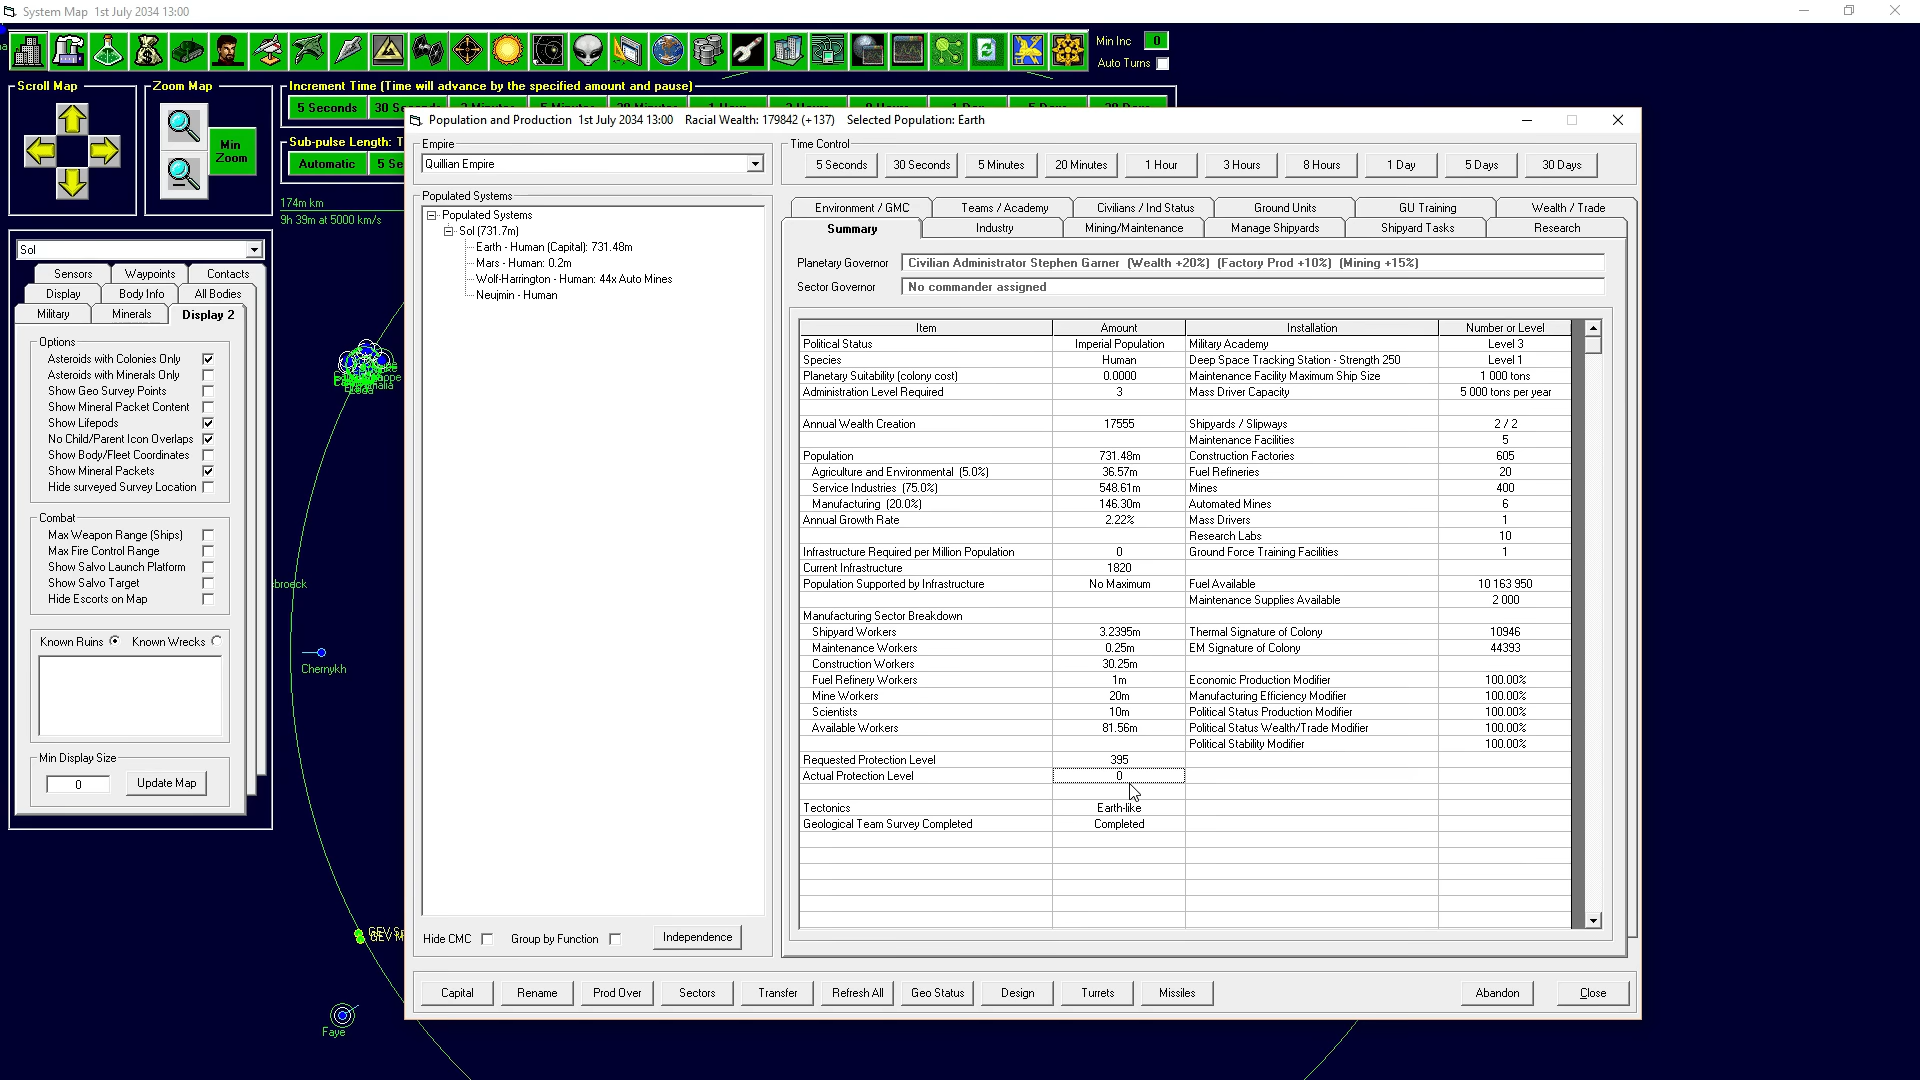 System Map  1st July 2034 13:00
Min Inc 0
Auto Turns
Scroll Map
Zoom Map
Min Zoom
Increment Time (Time will advance by the specified amount and pause)
5 Seconds
Sub-pulse Length:
Automatic
174m km
9h 39m at 5000 km/s
Sol
Sensors Waypoints Contacts
Display Body Info All Bodies
Military Minerals Display 2
Options
Asteroids with Colonies Only
Asteroids with Minerals Only
Show Geo Survey Points
Show Mineral Packet Content
Show Lifepods
No Child/Parent Icon Overlaps
Show Body/Fleet Coordinates
Show Mineral Packets
Hide surveyed Survey Location
Combat
Max Weapon Range (Ships)
Max Fire Control Range
Show Salvo Launch Platform
Show Salvo Target
Hide Escorts on Map
Known Ruins Known Wrecks
Min Display Size
0 Update Map
Chernykh
Faye
Population and Production  1st July 2034 13:00  Racial Wealth: 179842 (+137)  Selected Population: Earth
Empire
Quillian Empire
Time Control
5 Seconds 30 Seconds 5 Minutes 20 Minutes 1 Hour 3 Hours 8 Hours 1 Day 5 Days 30 Days
Populated Systems
Populated Systems
Sol (731.7m)
Earth - Human (Capital): 731.48m
Mars - Human: 0.2m
Wolf-Harrington - Human: 44x Auto Mines
Neujmin - Human
Hide CMC Group by Function Independence
Environment / GMC Teams / Academy Civilians / Ind Status Ground Units GU Training Wealth / Trade
Summary Industry Mining/Maintenance Manage Shipyards Shipyard Tasks Research
Planetary Governor Civilian Administrator Stephen Garner  (Wealth +20%)  (Factory Prod +10%)  (Mining +15%)
Sector Governor No commander assigned
Item Amount Installation Number or Level
Political Status Imperial Population Military Academy Level 3
Species Human Deep Space Tracking Station - Strength 250 Level 1
Planetary Suitability (colony cost) 0.0000 Maintenance Facility Maximum Ship Size 1 000 tons
Administration Level Required 3 Mass Driver Capacity 5 000 tons per year
Annual Wealth Creation 17555 Shipyards / Slipways 2 / 2
Maintenance Facilities 5
Population 731.48m Construction Factories 605
Agriculture and Environmental (5.0%) 36.57m Fuel Refineries 20
Service Industries (75.0%) 548.61m Mines 400
Manufacturing (20.0%) 146.30m Automated Mines 6
Annual Growth Rate 2.22% Mass Drivers 1
Research Labs 10
Infrastructure Required per Million Population 0 Ground Force Training Facilities 1
Current Infrastructure 1820
Population Supported by Infrastructure No Maximum Fuel Available 10 163 950
Maintenance Supplies Available 2 000
Manufacturing Sector Breakdown
Shipyard Workers 3.2395m Thermal Signature of Colony 10946
Maintenance Workers 0.25m EM Signature of Colony 44393
Construction Workers 30.25m
Fuel Refinery Workers 1m Economic Production Modifier 100.00%
Mine Workers 20m Manufacturing Efficiency Modifier 100.00%
Scientists 10m Political Status Production Modifier 100.00%
Available Workers 81.56m Political Status Wealth/Trade Modifier 100.00%
Political Stability Modifier 100.00%
Requested Protection Level 395
Actual Protection Level 0
Tectonics Earth-like
Geological Team Survey Completed Completed
Capital Rename Prod Over Sectors Transfer Refresh All Geo Status Design Turrets Missiles Abandon Close